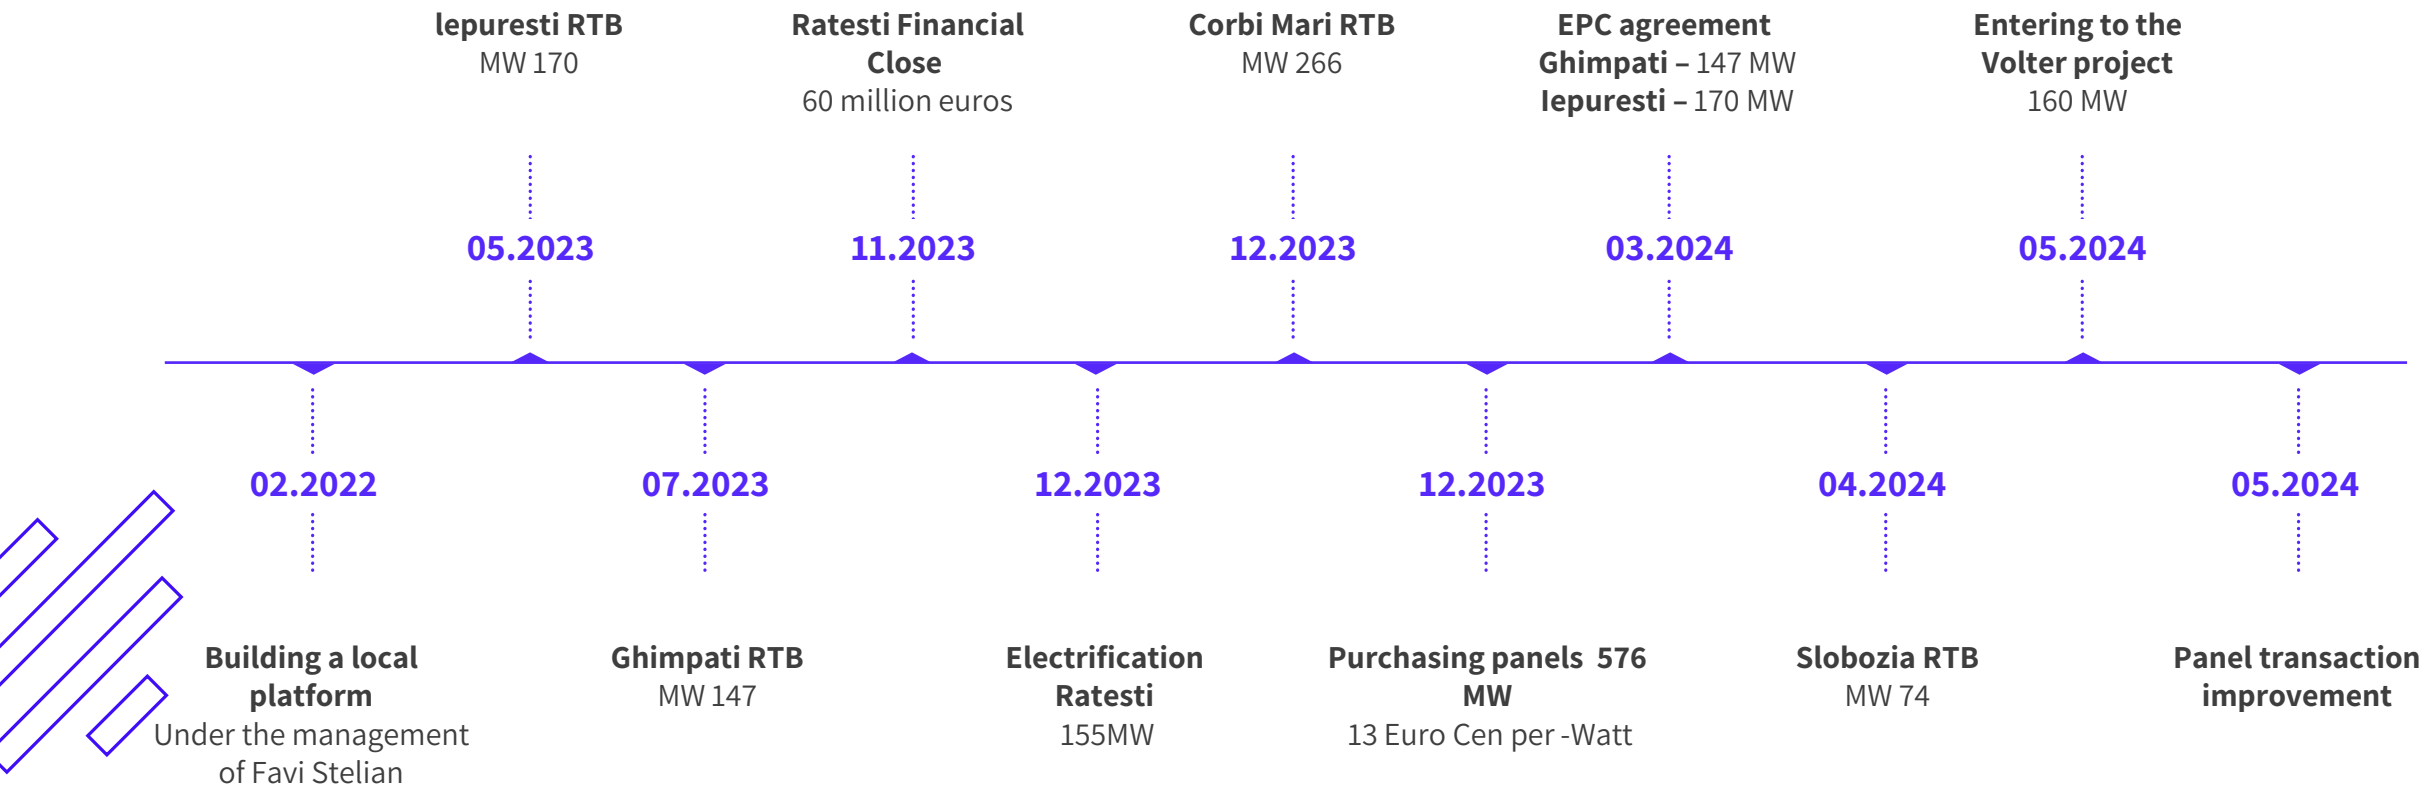 lepuresti RTB
MW 170
Ratesti Financial
Close
60 million euros
Corbi Mari RTB
MW 266
EPC agreement
Ghimpati – 147 MW
Iepuresti – 170 MW
Entering to the
Volter project
160 MW
05.2023
11.2023
12.2023
03.2024
05.2024
02.2022
07.2023
12.2023
12.2023
04.2024
05.2024
Building a local
platform
Under the management
of Favi Stelian
Ghimpati RTB
MW 147
Electrification
Ratesti
155MW
Purchasing panels  576
MW
13 Euro Cen per -Watt
Slobozia RTB
MW 74
Panel transaction
improvement